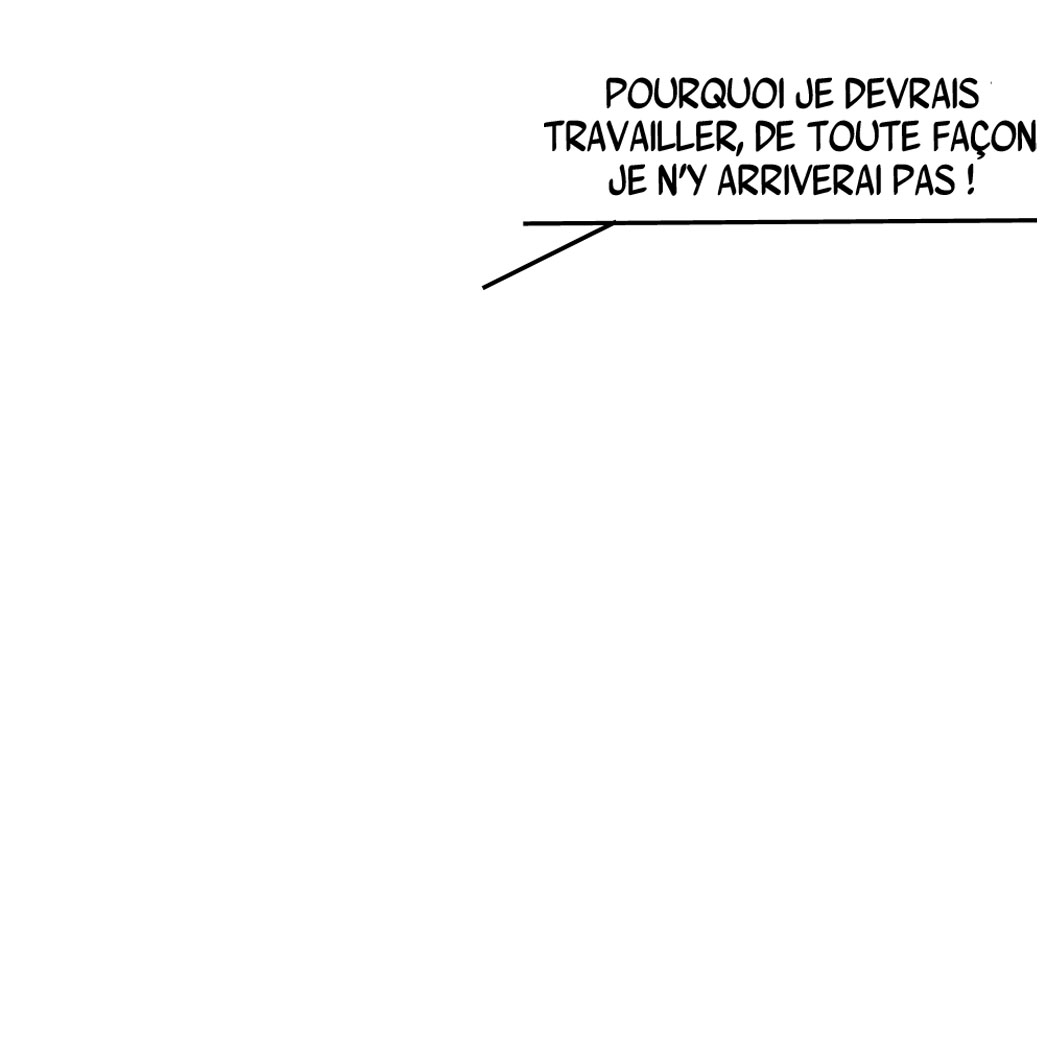 POURQUOI JE DEVRAIS
TRAVAILLER, DE TOUTE FAÇON
JE N'Y ARRIVERAI PAS !